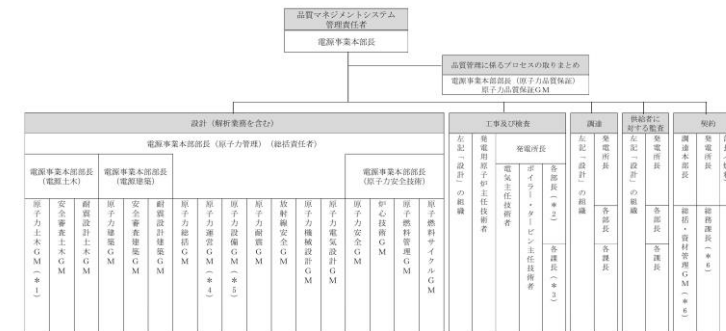 品質マネジメントシステム
管理責任者
電源事業本部長
品質管理に係るプロセスの取りまとめ
電源事業本部部長（原子力品質保証）
原子力品質保証GM
設計（解析業務を含む）
電源事業本部部長（原子力管理）（総括責任者）
電源事業本部部長
（電源土木）
電源事業本部部長
（電源建築）
電源事業本部部長
（原子力安全技術）
原子力土木GM（＊1）
安全審査土木GM
耐震設計土木GM
原子力建築GM
安全審査建築GM
耐震設計建築GM
原子力総括GM
原子力運営GM（＊4）
原子力設備GM（＊5）
原子力耐震GM
放射線安全GM
原子力機械設計GM
原子力電気設計GM
原子力安全GM
炉心技術GM
原子燃料管理GM
原子燃料サイクルGM
工事及び検査
左記「設計」の組織
発電用原子炉主任技術者
発電所長
電気主任技術者
ボイラー・タービン主任技術者
各部長（＊2）
各課長（＊3）
調達
左記「設計」の組織
発電所長
各部長
各課長
供給者に
対する監査
左記「設計」の組織
発電所長
各部長
各課長
契約
調達本部長
総括・資材管理GM（＊6）
発電所長
総務課長（＊6）